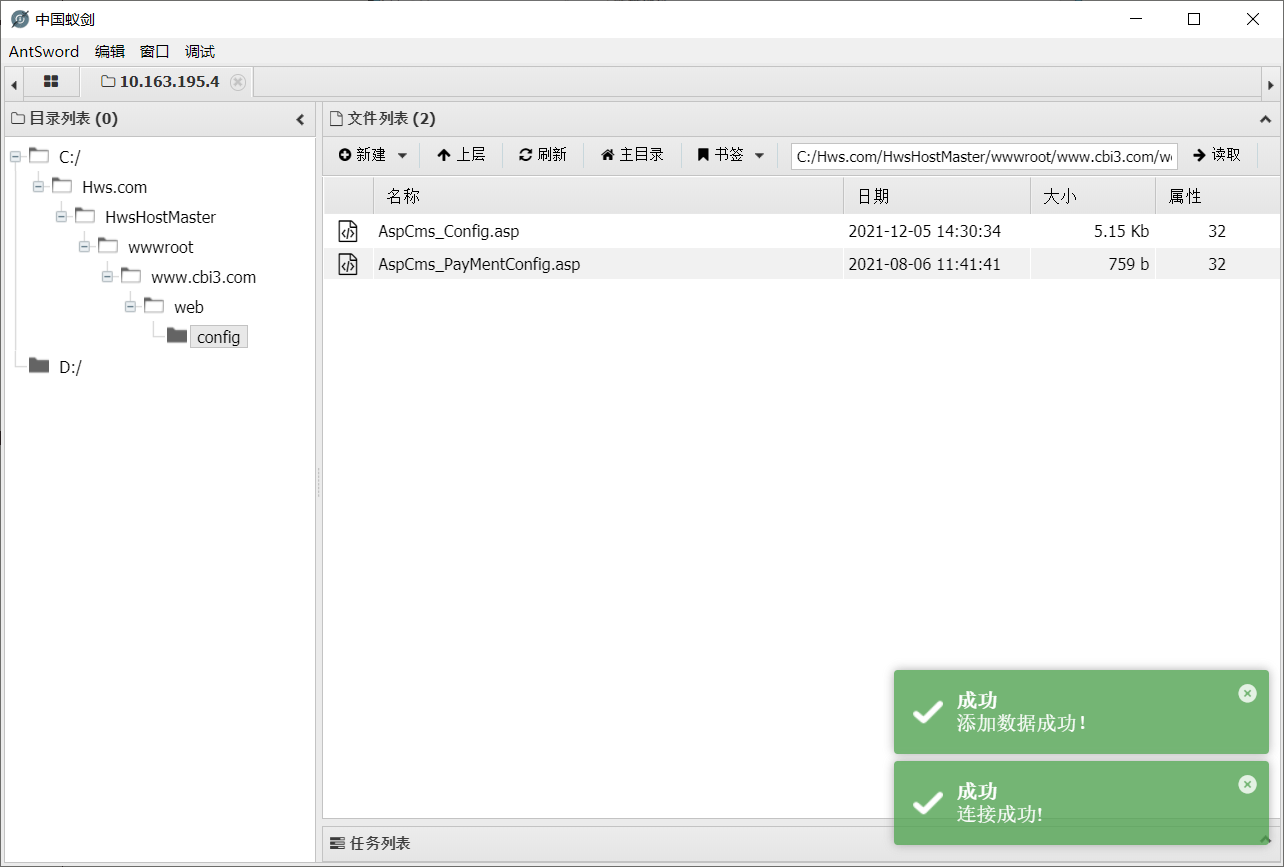 中国蚁剑
AntSword 编辑 窗口 调试
10.163.195.4
目录列表 (0)
文件列表 (2)
C:/
Hws.com
HwsHostMaster
wwwroot
www.cbi3.com
web
config
D:/
新建 上层 刷新 主目录 书签 C:/Hws.com/HwsHostMaster/wwwroot/www.cbi3.com/we 读取
名称 日期 大小 属性
AspCms_Config.asp 2021-12-05 14:30:34 5.15 Kb 32
AspCms_PayMentConfig.asp 2021-08-06 11:41:41 759 b 32
成功
添加数据成功!
成功
连接成功!
任务列表